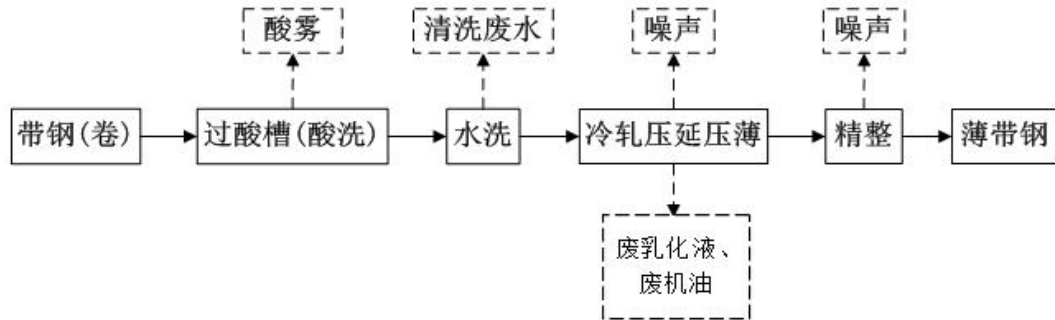 酸雾
清洗废水
噪声
噪声
带钢(卷)
过酸槽(酸洗)
水洗
冷轧压延压薄
精整
薄带钢
废乳化液、
废机油